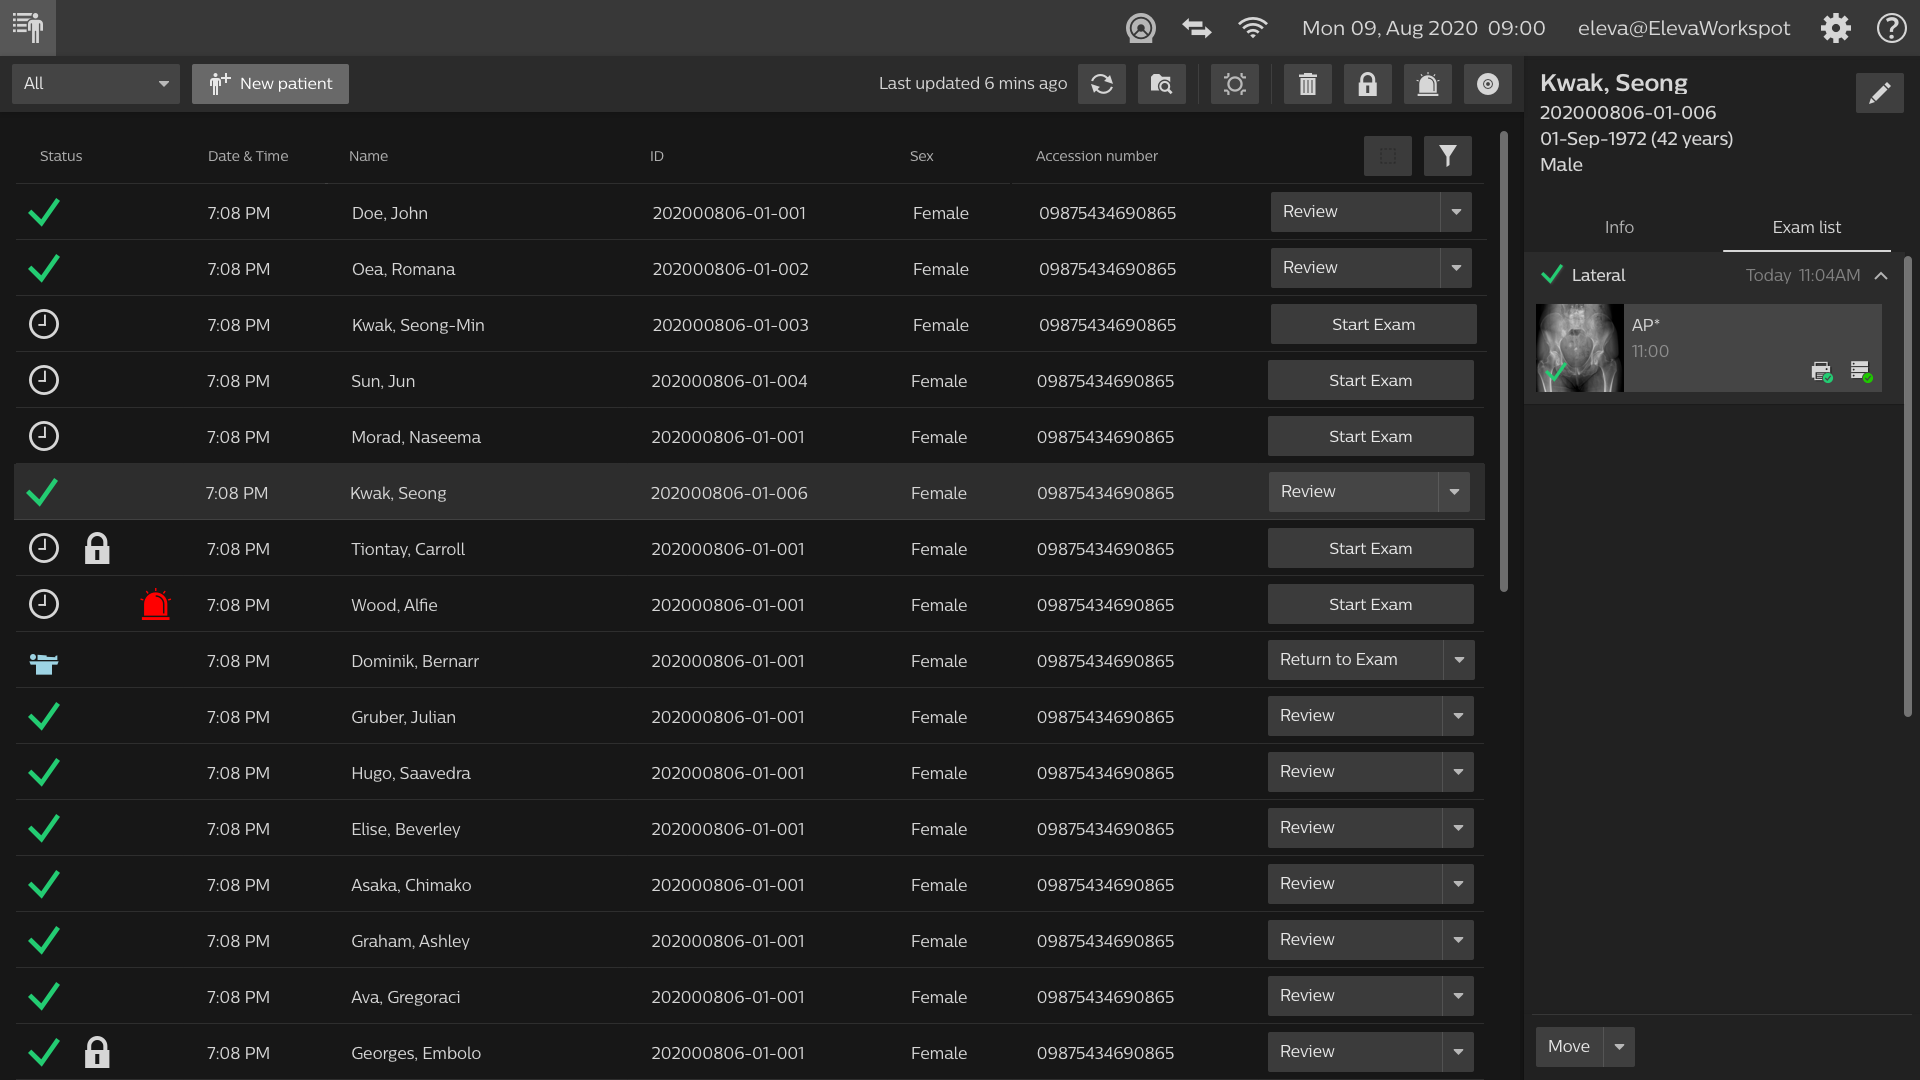 Mon 09, Aug 2020 09:00 eleva@ElevaWorkspot
All New patient Last updated 6 mins ago
Status Date & Time Name ID Sex Accession number
7:08 PM Doe, John 202000806-01-001 Female 09875434690865 Review
7:08 PM Oea, Romana 202000806-01-002 Female 09875434690865 Review
7:08 PM Kwak, Seong-Min 202000806-01-003 Female 09875434690865 Start Exam
7:08 PM Sun, Jun 202000806-01-004 Female 09875434690865 Start Exam
7:08 PM Morad, Naseema 202000806-01-001 Female 09875434690865 Start Exam
7:08 PM Kwak, Seong 202000806-01-006 Female 09875434690865 Review
7:08 PM Tiontay, Carroll 202000806-01-001 Female 09875434690865 Start Exam
7:08 PM Wood, Alfie 202000806-01-001 Female 09875434690865 Start Exam
7:08 PM Dominik, Bernarr 202000806-01-001 Female 09875434690865 Return to Exam
7:08 PM Gruber, Julian 202000806-01-001 Female 09875434690865 Review
7:08 PM Hugo, Saavedra 202000806-01-001 Female 09875434690865 Review
7:08 PM Elise, Beverley 202000806-01-001 Female 09875434690865 Review
7:08 PM Asaka, Chimako 202000806-01-001 Female 09875434690865 Review
7:08 PM Graham, Ashley 202000806-01-001 Female 09875434690865 Review
7:08 PM Ava, Gregoraci 202000806-01-001 Female 09875434690865 Review
7:08 PM Georges, Embolo 202000806-01-001 Female 09875434690865 Review
Kwak, Seong
202000806-01-006
01-Sep-1972 (42 years)
Male
Info Exam list
Lateral Today 11:04AM
AP*
11:00
Move